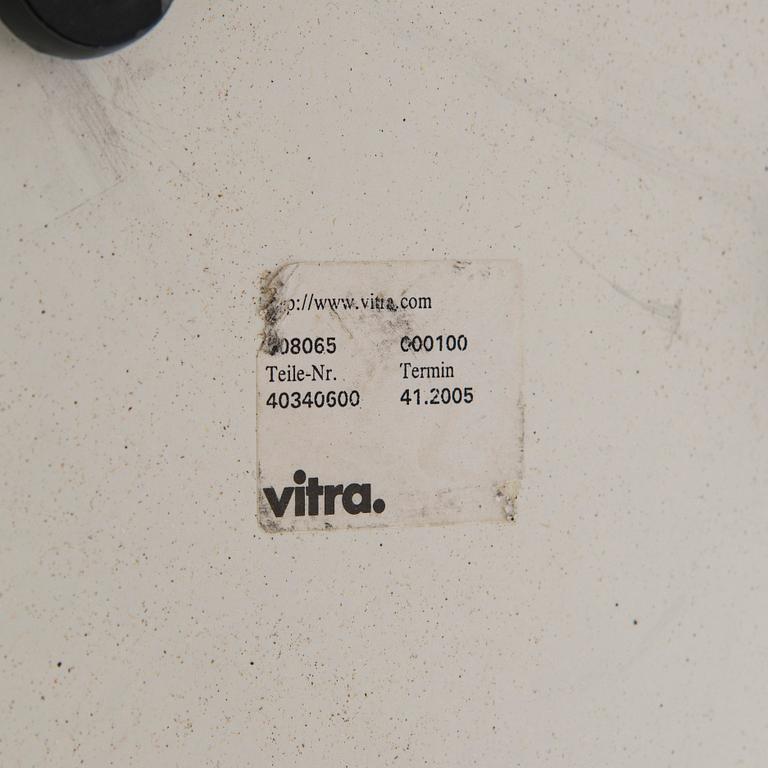 p://www.vitra.com
08065 000100
Teile-Nr. Termin
40340600 41.2005
vitra.